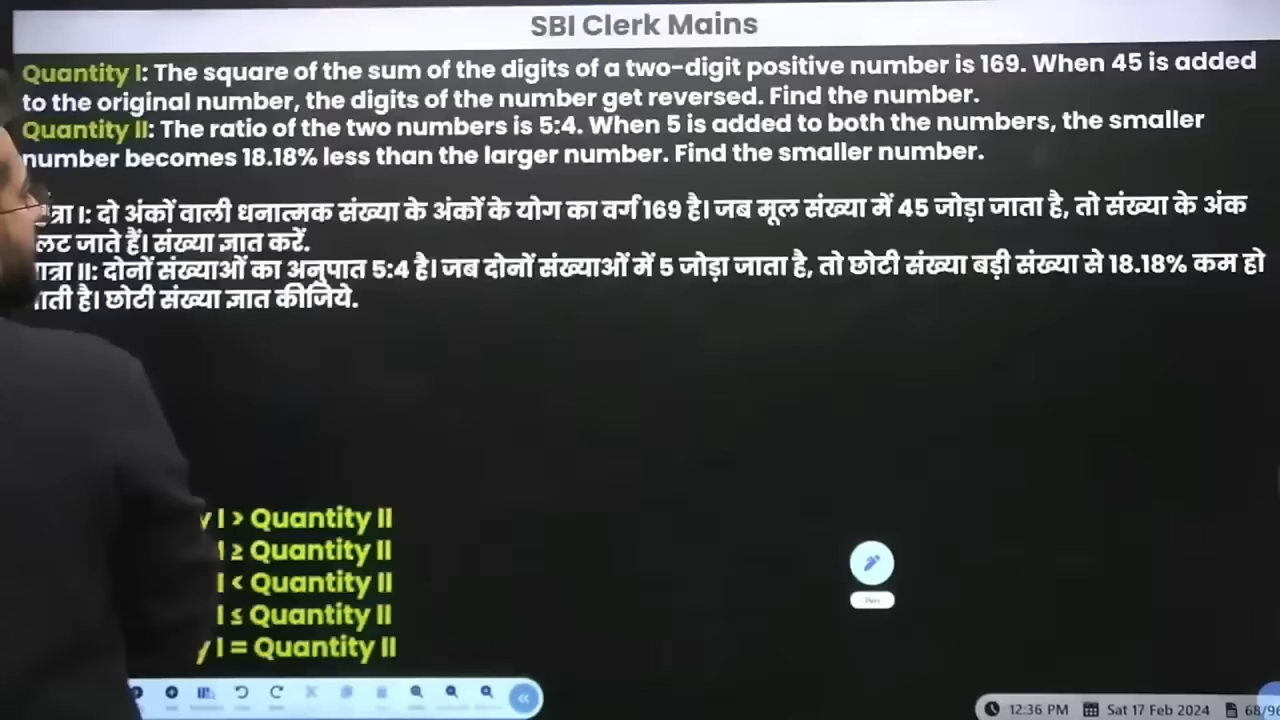 SBI Clerk Mains
Quantity I: The square of the sum of the digits of a two-digit positive number is 169. When 45 is added
to the original number, the digits of the number get reversed. Find the number.
Quantity II: The ratio of the two numbers is 5:4. When 5 is added to both the numbers, the smaller
number becomes 18.18% less than the larger number. Find the smaller number.
I: दो अंकों वाली धनात्मक संख्या के अंकों के योग का वर्ग 169 है। जब मूल संख्या में 45 जोड़ा जाता है, तो संख्या के अंक
जाते हैं। संख्या ज्ञात करें.
II: दोनों संख्याओं का अनुपात 5:4 है। जब दोनों संख्याओं में 5 जोड़ा जाता है, तो छोटी संख्या बड़ी संख्या से 18.18% कम हो
है। छोटी संख्या ज्ञात कीजिये.
y I > Quantity II
I ≥ Quantity II
I < Quantity II
I ≤ Quantity II
y I = Quantity II
12:36 PM Sat 17 Feb 2024 68/96